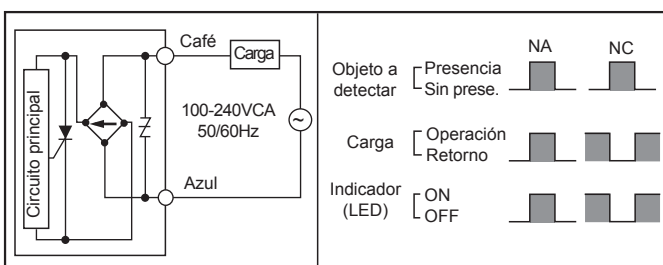 Circuito principal
Café
Carga
100-240VCA
50/60Hz
~
Azul
NA NC
Objeto a detectar
Presencia
Sin prese.
Carga
Operación
Retorno
Indicador (LED)
ON
OFF